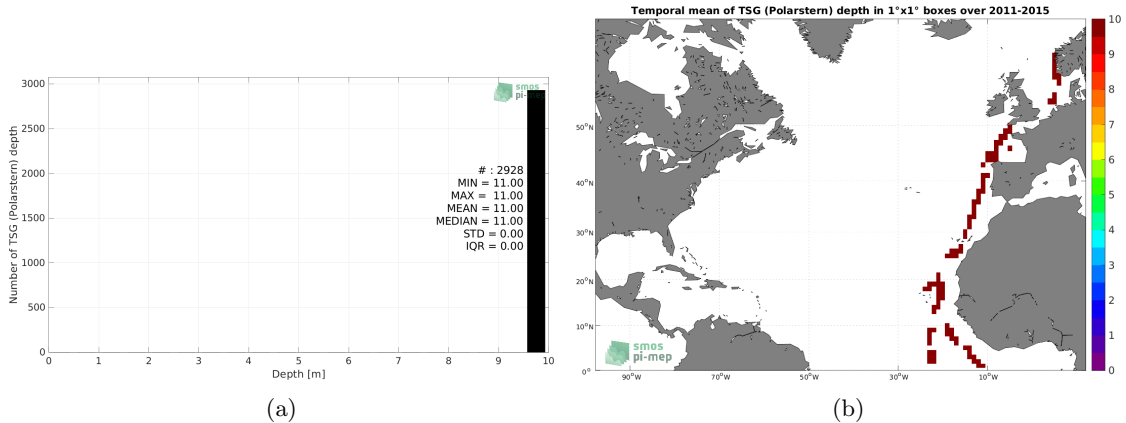 3000
2500
2000
1500
1000
500
0
Number of TSG (Polarstern) depth
smos
pi-mep
# : 2928
MIN = 11.00
MAX = 11.00
MEAN = 11.00
MEDIAN = 11.00
STD = 0.00
IQR = 0.00
0 1 2 3 4 5 6 7 8 9 10
Depth [m]
(a)
Temporal mean of TSG (Polarstern) depth in 1°x1° boxes over 2011-2015
50°N
40°N
30°N
20°N
10°N
0°
90°W 70°W 50°W 30°W 10°W
smos
pi-mep
10
9
8
7
6
5
4
3
2
1
0
(b)